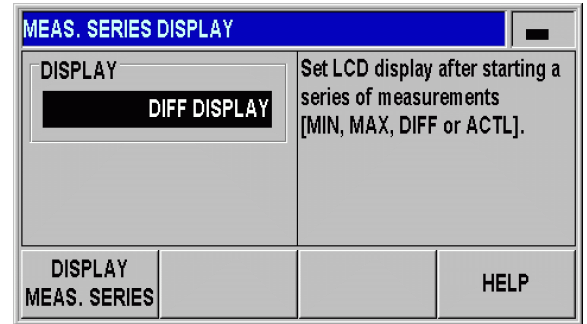 MEAS. SERIES DISPLAY
DISPLAY
DIFF DISPLAY
Set LCD display after starting a
series of measurements
[MIN, MAX, DIFF or ACTL].
DISPLAY
MEAS. SERIES
HELP